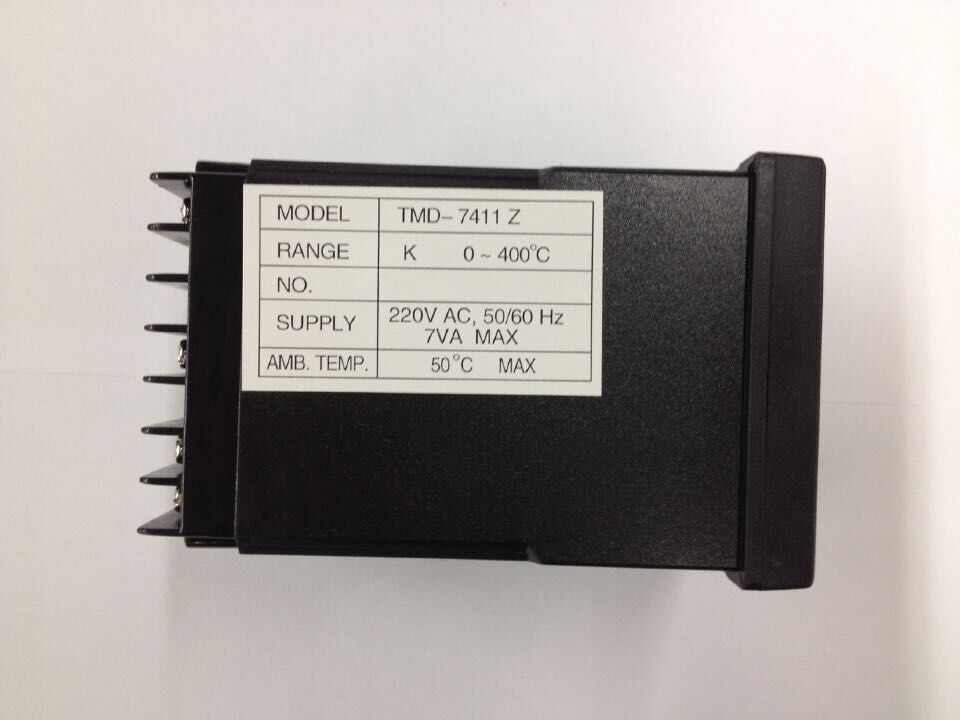 MODEL TMD-7411 Z
RANGE K 0 ~ 400°C
NO.
SUPPLY 220V AC, 50/60 Hz
7VA MAX
AMB. TEMP. 50°C MAX